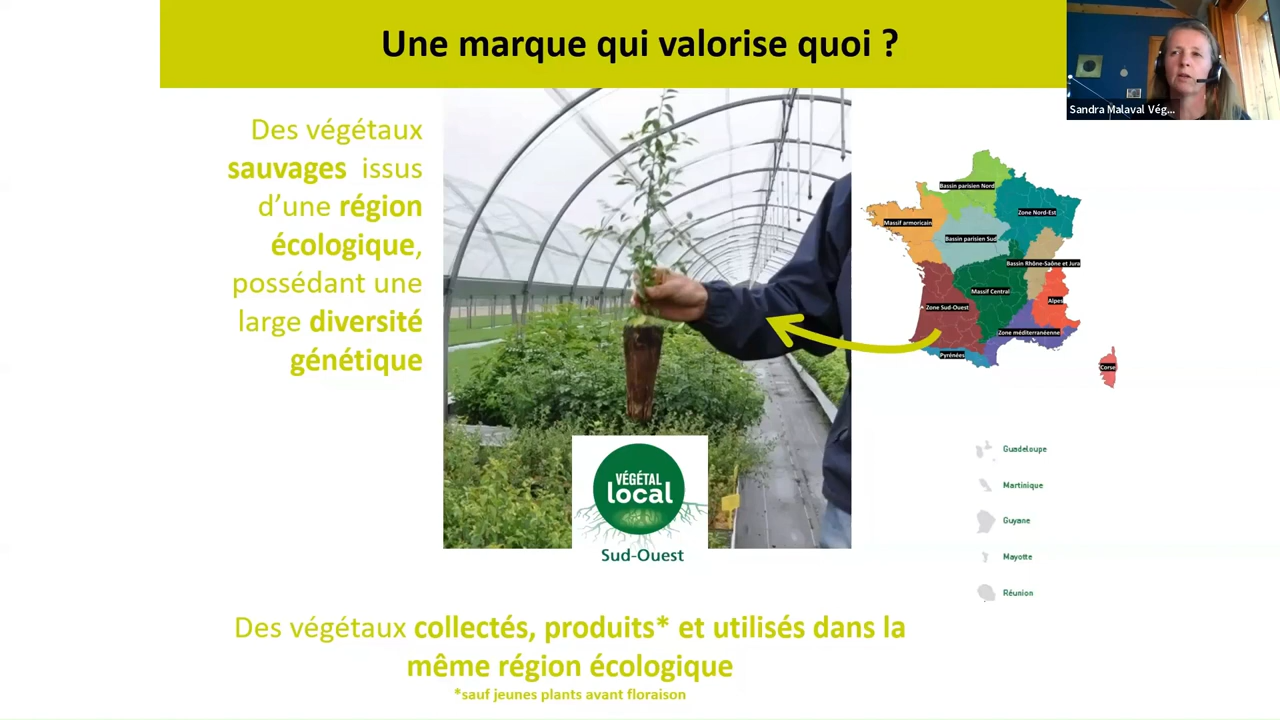 Une marque qui valorise quoi ?
Sandra Malaval Vég...
Des végétaux
sauvages issus
d'une région
écologique,
possédant une
large diversité
génétique
Bassin parisien Nord
Zone Nord-Est
Massif armoricain
Bassin parisien Sud
Bassin Rhône-Saône et Jura
Massif Central
Alpes
Zone Sud-Ouest
Zone méditerranéenne
Pyrénées
Corse
VÉGÉTAL
local
Sud-Ouest
Guadeloupe
Martinique
Guyane
Mayotte
Réunion
Des végétaux collectés, produits* et utilisés dans la
même région écologique
*sauf jeunes plants avant floraison